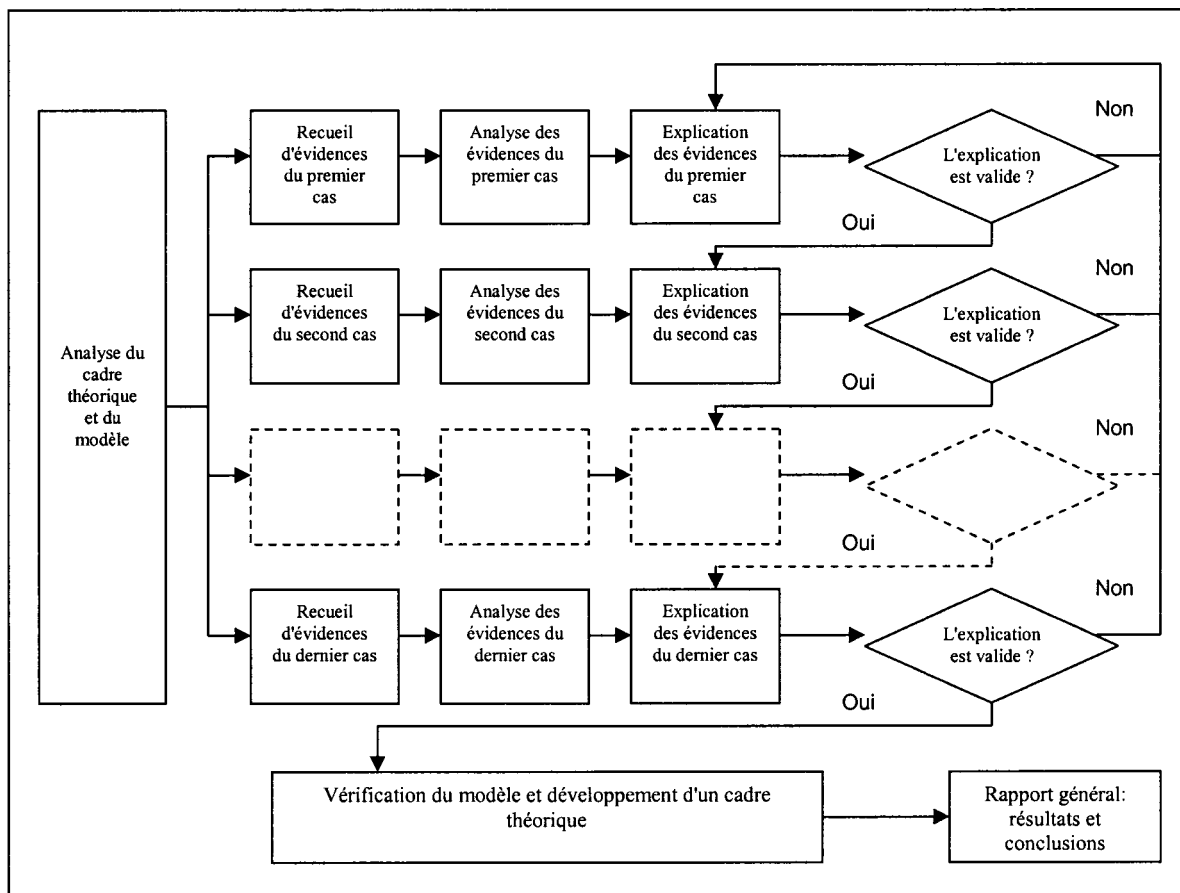 Non
Recueil
d'évidences
du premier
cas
Analyse des
évidences du
premier cas
Explication
des évidences
du premier
cas
L'explication
est valide ?
Oui
Non
Recueil
d'évidences
du second cas
Analyse des
évidences du
second cas
Explication
des évidences
du second cas
L'explication
est valide ?
Analyse du
cadre
théorique
et du
modèle
Oui
Non
Oui
Non
Recueil
d'évidences
du dernier cas
Analyse des
évidences du
dernier cas
Explication
des évidences
du dernier cas
L'explication
est valide ?
Oui
Vérification du modèle et développement d'un cadre
théorique
Rapport général:
résultats et
conclusions